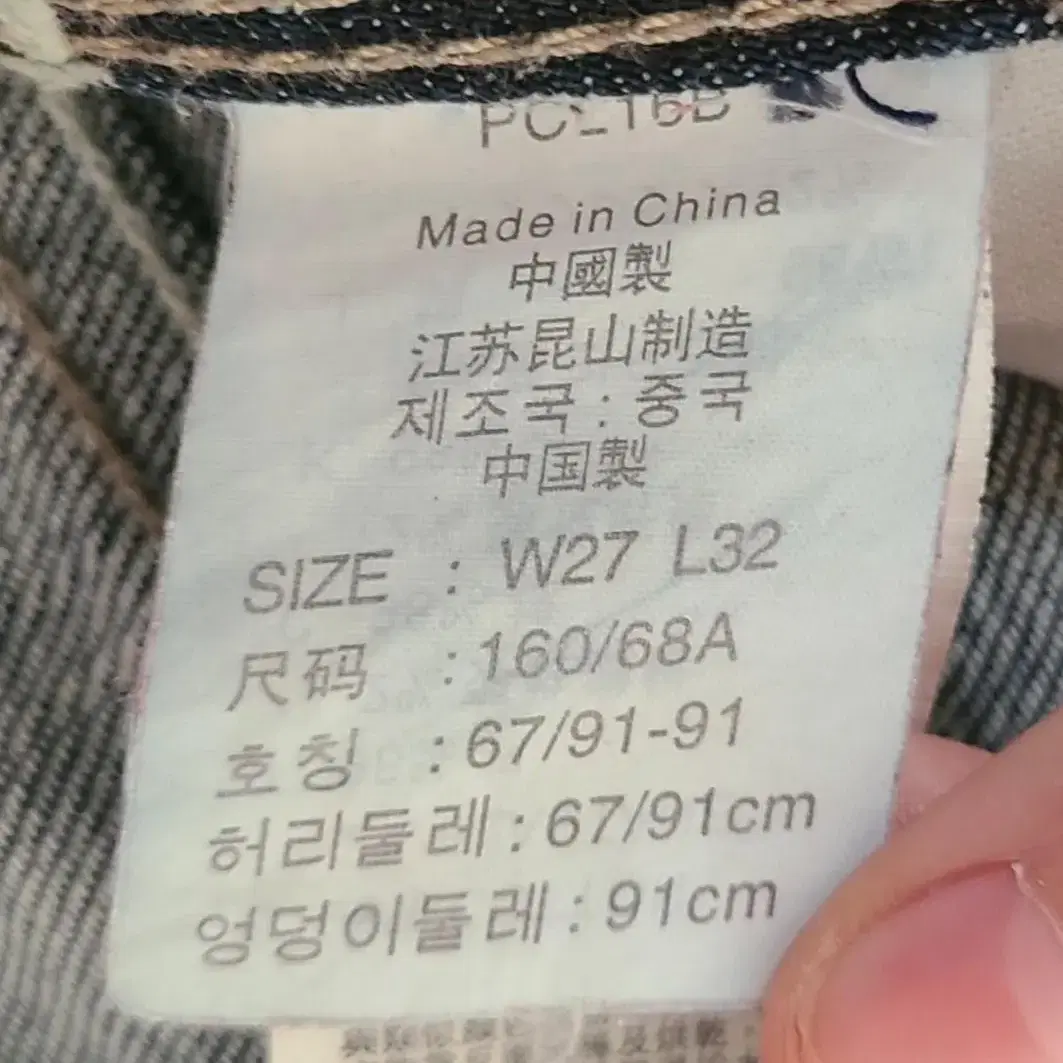 Made in China
中國製
江苏昆山制造
제조국 : 중국
中国製
SIZE : W27 L32
尺码 : 160/68A
호칭 : 67/91-91
허리둘레 : 67/91cm
엉덩이둘레 : 91cm